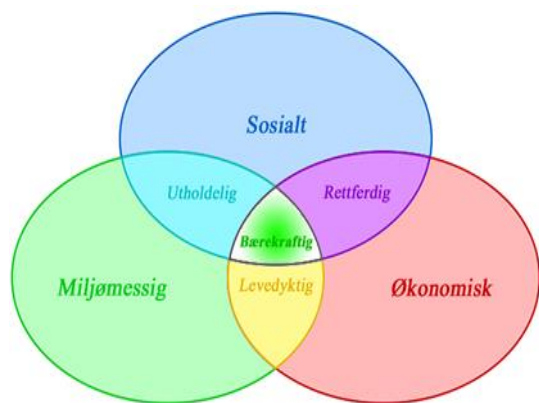 Sosialt
Utholdelig
Rettferdig
Bærekraftig
Miljømessig
Levedyktig
Økonomisk